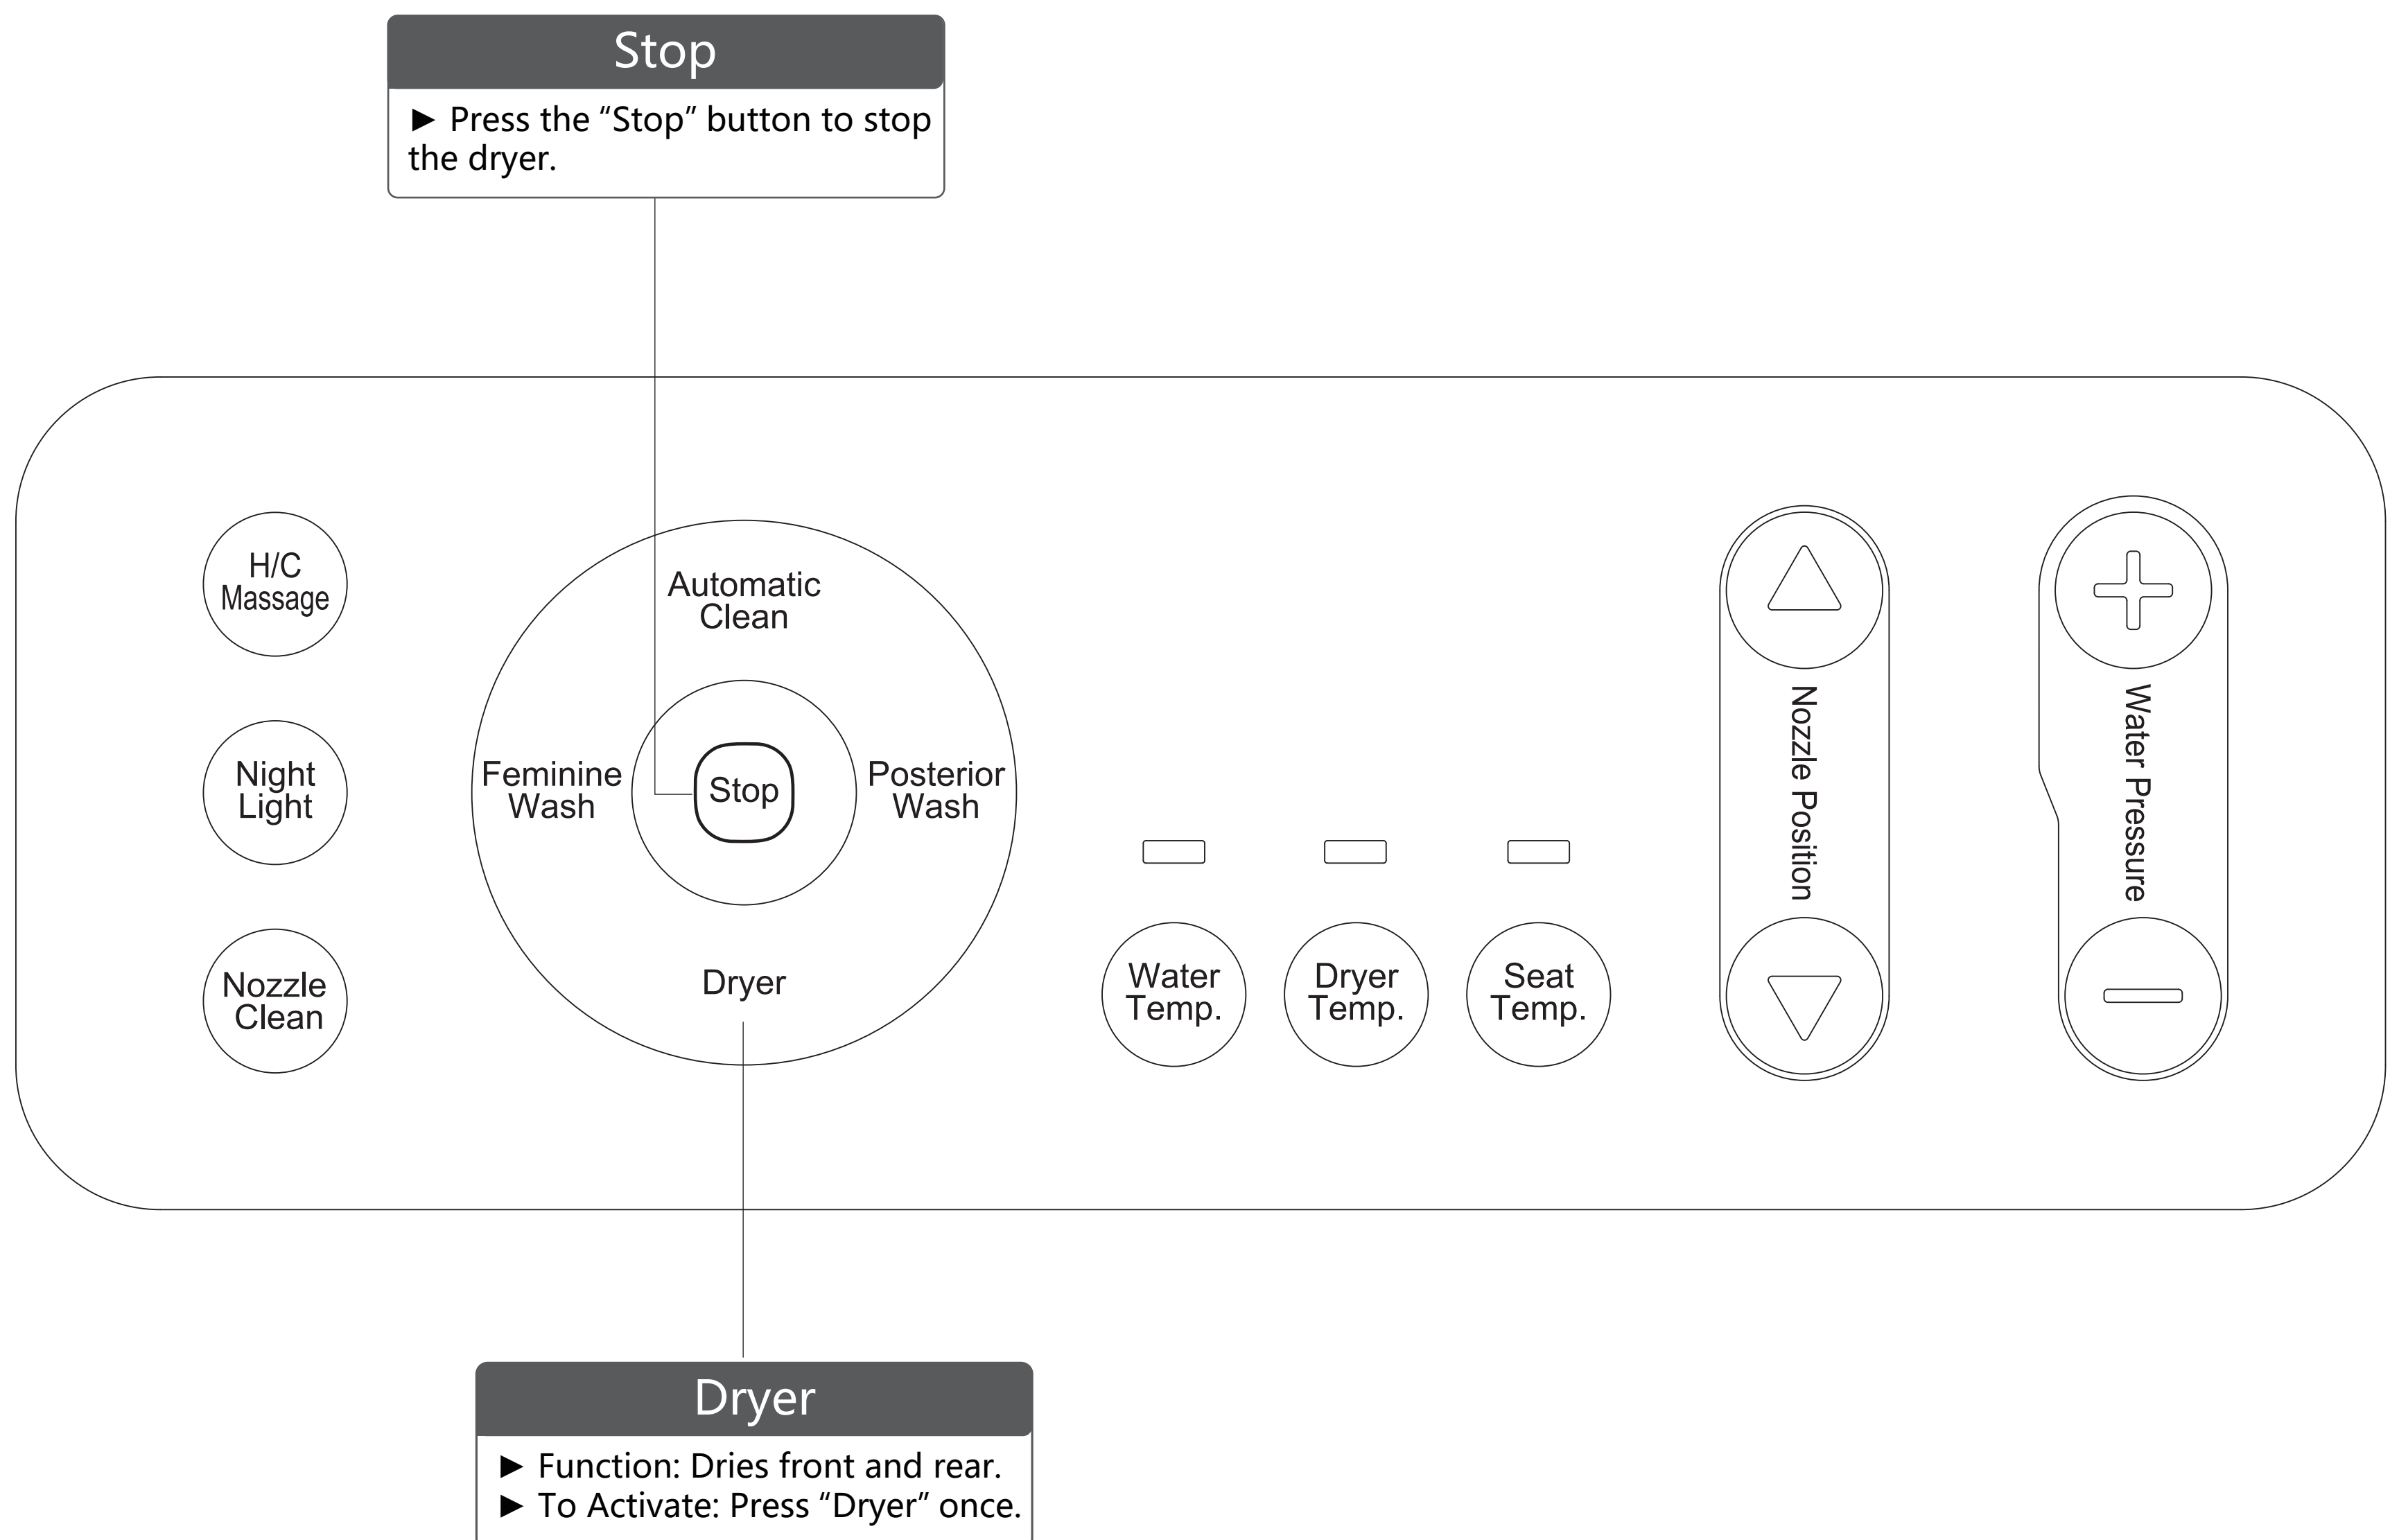 Stop
► Press the “Stop” button to stop
the dryer.
H/C
Massage
Night
Light
Nozzle
Clean
Automatic
Clean
Feminine
Wash
Stop
Posterior
Wash
Dryer
Water
Temp.
Dryer
Temp.
Seat
Temp.
Nozzle Position
Water Pressure
Dryer
► Function: Dries front and rear.
► To Activate: Press “Dryer” once.